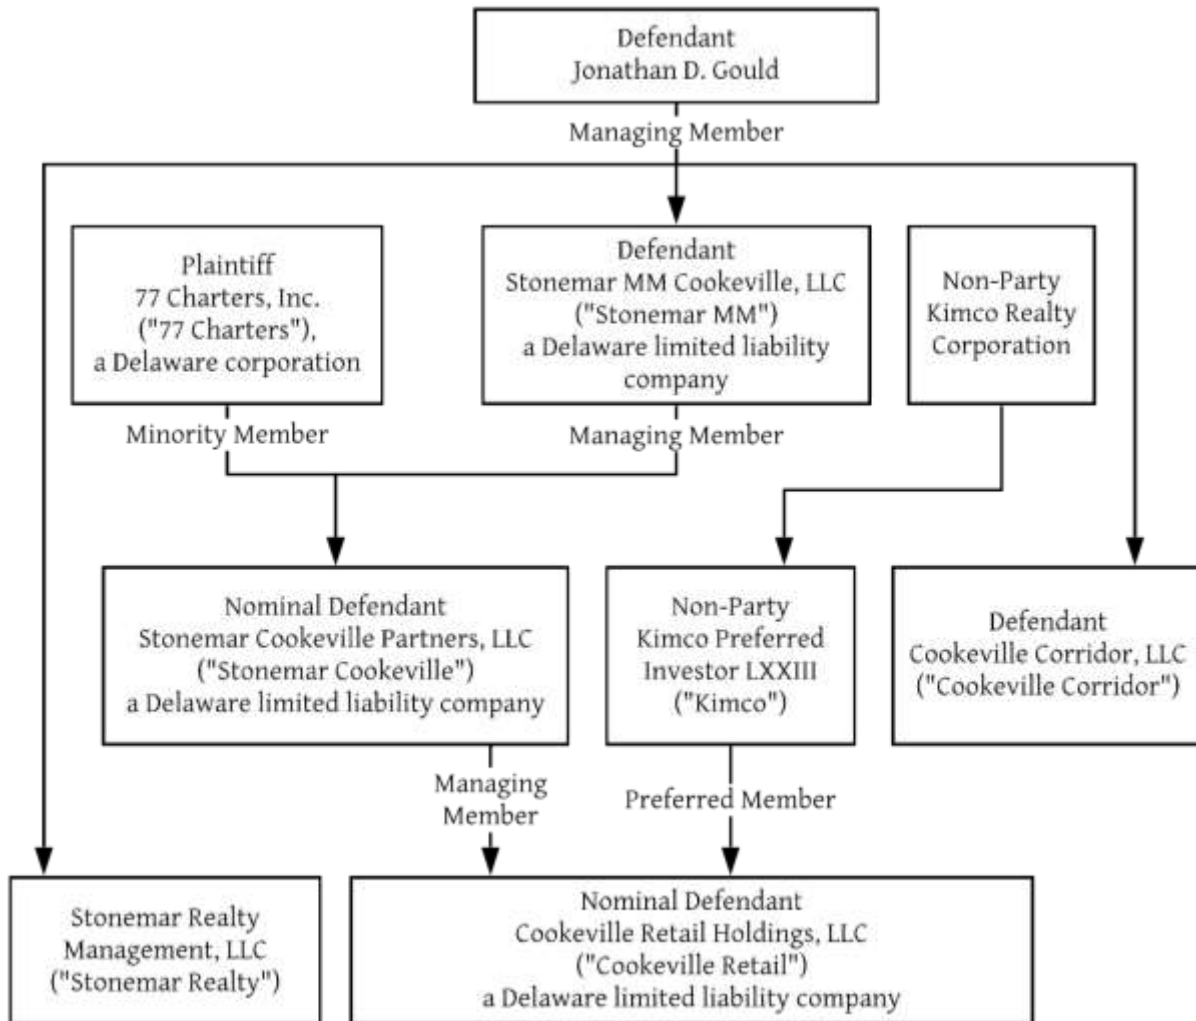 Defendant
Jonathan D. Gould
Managing Member
Plaintiff
77 Charters, Inc.
("77 Charters"),
a Delaware corporation
Defendant
Stonemar MM Cookeville, LLC
("Stonemar MM")
a Delaware limited liability
company
Non-Party
Kimco Realty
Corporation
Minority Member
Managing Member
Nominal Defendant
Stonemar Cookeville Partners, LLC
("Stonemar Cookeville")
a Delaware limited liability company
Non-Party
Kimco Preferred
Investor LXXIII
("Kimco")
Defendant
Cookeville Corridor, LLC
("Cookeville Corridor")
Managing
Member
Preferred Member
Stonemar Realty
Management, LLC
("Stonemar Realty")
Nominal Defendant
Cookeville Retail Holdings, LLC
("Cookeville Retail")
a Delaware limited liability company